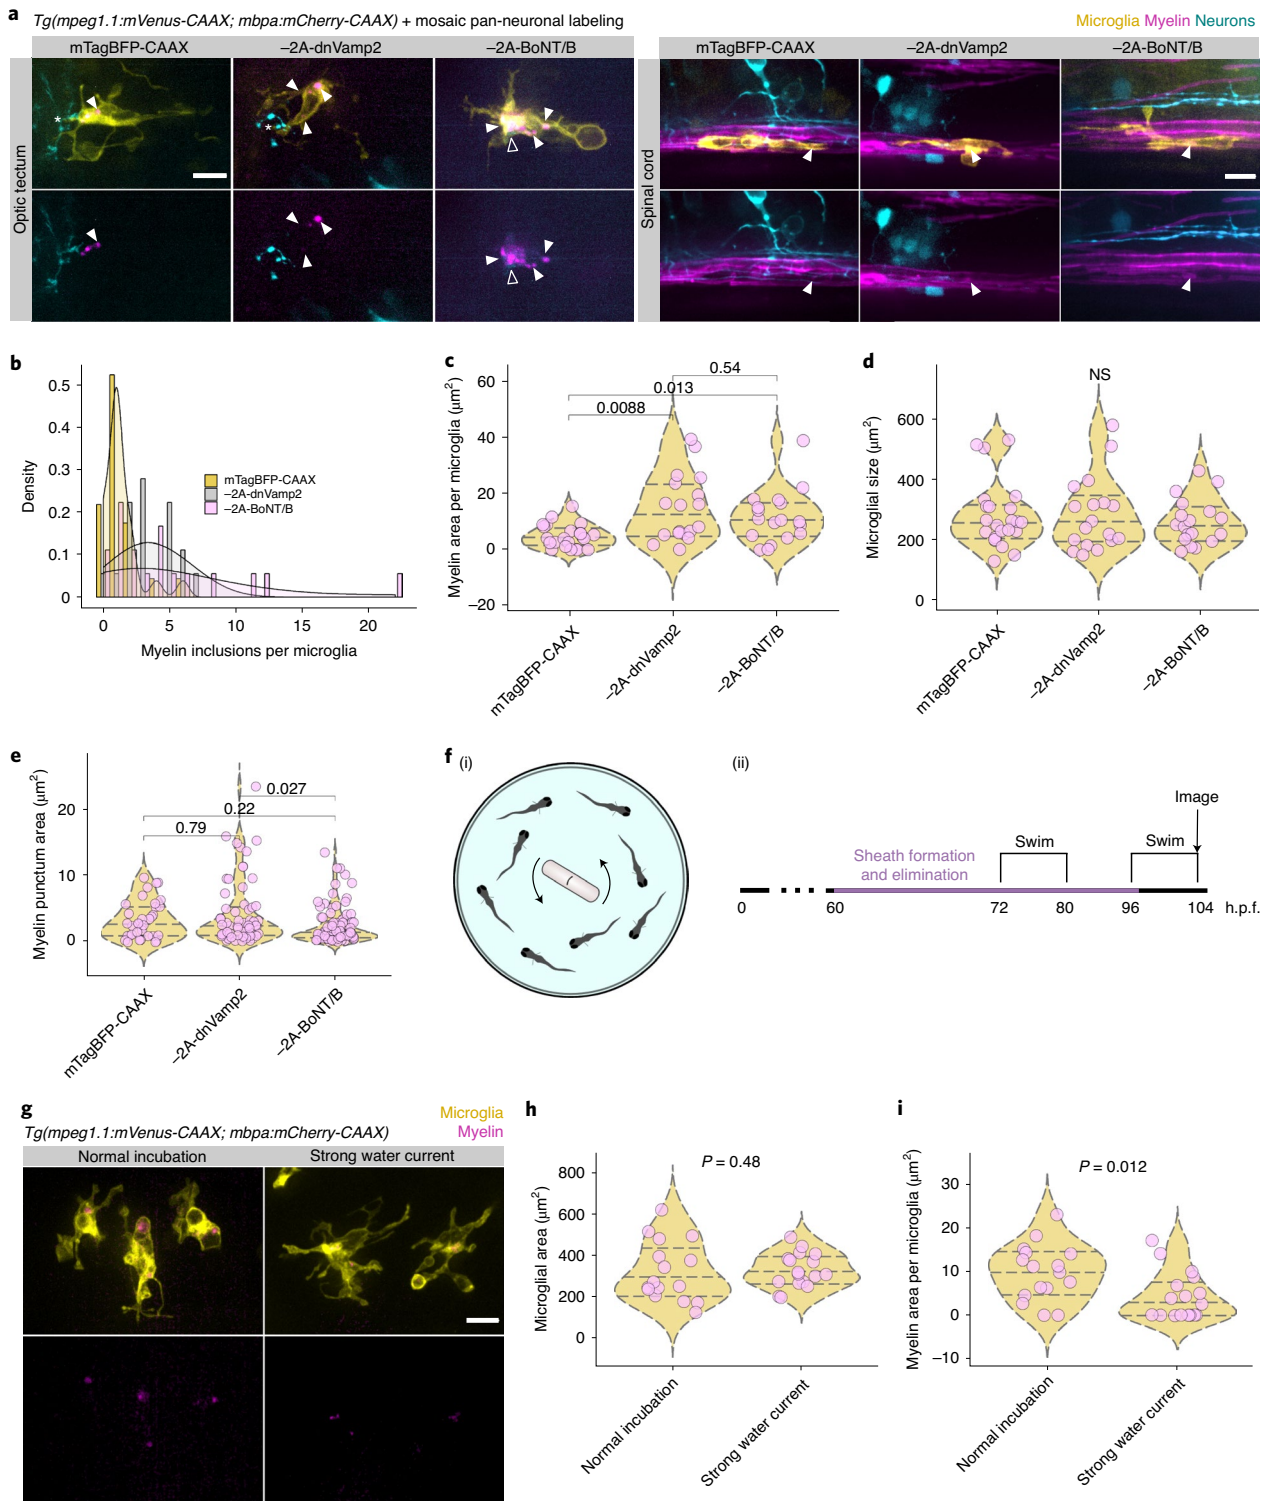 a
Tg(mpeg1.1:mVenus-CAAX; mbpa:mCherry-CAAX) + mosaic pan-neuronal labeling
Microglia Myelin Neurons
mTagBFP-CAAX
–2A-dnVamp2
–2A-BoNT/B
mTagBFP-CAAX
–2A-dnVamp2
–2A-BoNT/B
Optic tectum
*
*
Spinal cord
b
Density
0.5
0.4
0.3
0.2
0.1
0
mTagBFP-CAAX
–2A-dnVamp2
–2A-BoNT/B
0 5 10 15 20
Myelin inclusions per microglia
c
Myelin area per microglia (μm²)
60
40
20
0
–20
0.54
0.013
0.0088
mTagBFP-CAAX
–2A-dnVamp2
–2A-BoNT/B
d
Microglial size (μm²)
600
400
200
0
NS
mTagBFP-CAAX
–2A-dnVamp2
–2A-BoNT/B
e
Myelin punctum area (μm²)
20
10
0
0.027
0.22
0.79
mTagBFP-CAAX
–2A-dnVamp2
–2A-BoNT/B
f
(i)
(ii)
Image
Swim
Swim
Sheath formation
and elimination
0 60 72 80 96 104 h.p.f.
g
Microglia
Tg(mpeg1.1:mVenus-CAAX; mbpa:mCherry-CAAX)
Myelin
Normal incubation
Strong water current
h
Microglial area (μm²)
800
600
400
200
0
P = 0.48
Normal incubation
Strong water current
i
Myelin area per microglia (μm²)
30
20
10
0
–10
P = 0.012
Normal incubation
Strong water current